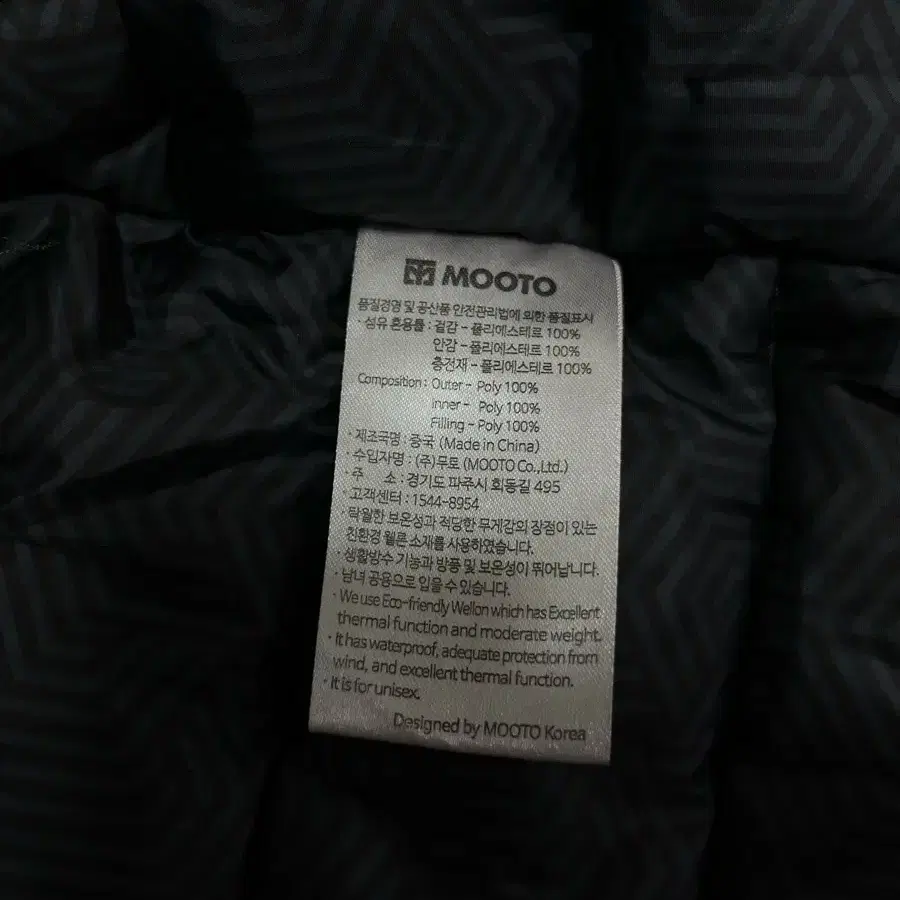 MOOTO
품질경영 및 공산품 안전관리법에 의한 품질표시
· 섬유 혼용률 : 겉감 - 폴리에스테르 100%
안감 - 폴리에스테르 100%
충전재 - 폴리에스테르 100%
Composition : Outer - Poly 100%
inner - Poly 100%
Filling - Poly 100%
· 제조국명 : 중국 (Made in China)
· 수입자명 : (주)무토 (MOOTO Co.,Ltd.)
· 주 소 : 경기도 파주시 회동길 495
· 고객센터 : 1544-8954
· 탁월한 보온성과 적당한 무게감의 장점이 있는
친환경 웰론 소재를 사용하였습니다.
· 생활방수 기능과 방풍 및 보온성이 뛰어납니다.
· 남녀 공용으로 입을 수 있습니다.
· We use Eco-friendly Wellon which has Excellent
thermal function and moderate weight.
· It has waterproof, adequate protection from
wind, and excellent thermal function.
· It is for unisex.
Designed by MOOTO Korea